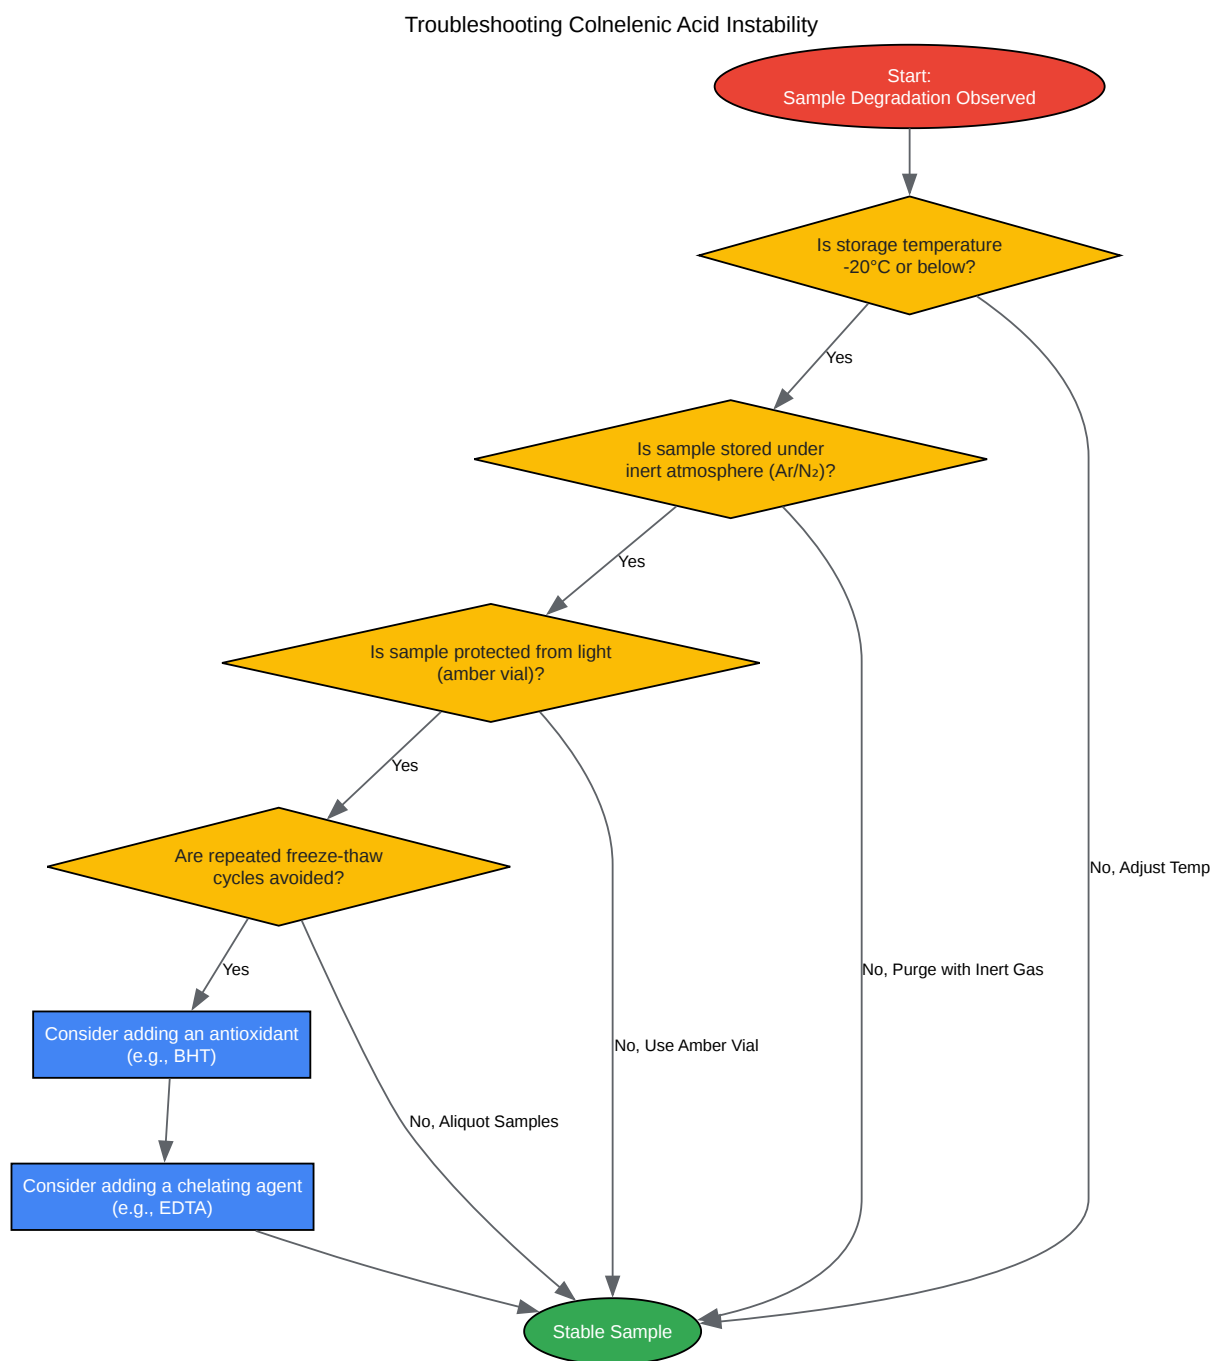 Troubleshooting Colnelenic Acid Instability
Start:
Sample Degradation Observed
Is storage temperature
-20°C or below?
Yes
Is sample stored under
inert atmosphere (Ar/N₂)?
Yes
Is sample protected from light
(amber vial)?
Yes
Are repeated freeze-thaw
cycles avoided?
No, Adjust Temp
Yes
No, Purge with Inert Gas
Consider adding an antioxidant
(e.g., BHT)
No, Use Amber Vial
No, Aliquot Samples
Consider adding a chelating agent
(e.g., EDTA)
Stable Sample